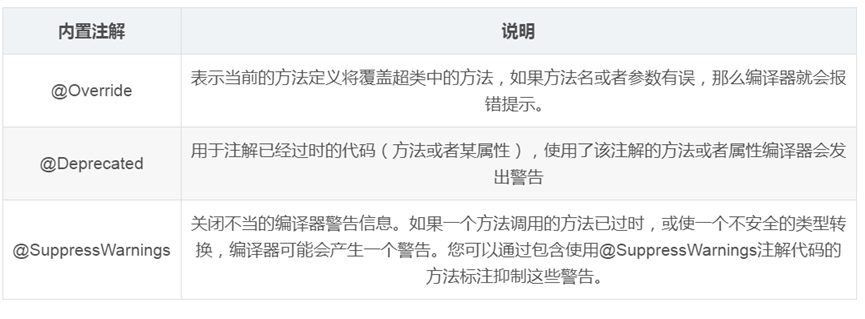 内置注解 说明
@Override
表示当前的方法定义将覆盖超类中的方法，如果方法名或者参数有误，那么编译器就会报
错提示。
@Deprecated
用于注解已经过时的代码（方法或者某属性），使用了该注解的方法或者属性编译器会发
出警告
@SuppressWarnings
关闭不当的编译器警告信息。如果一个方法调用的方法已过时，或使一个不安全的类型转
换，编译器可能会产生一个警告。您可以通过包含使用@SuppressWarnings注解代码的
方法标注抑制这些警告。